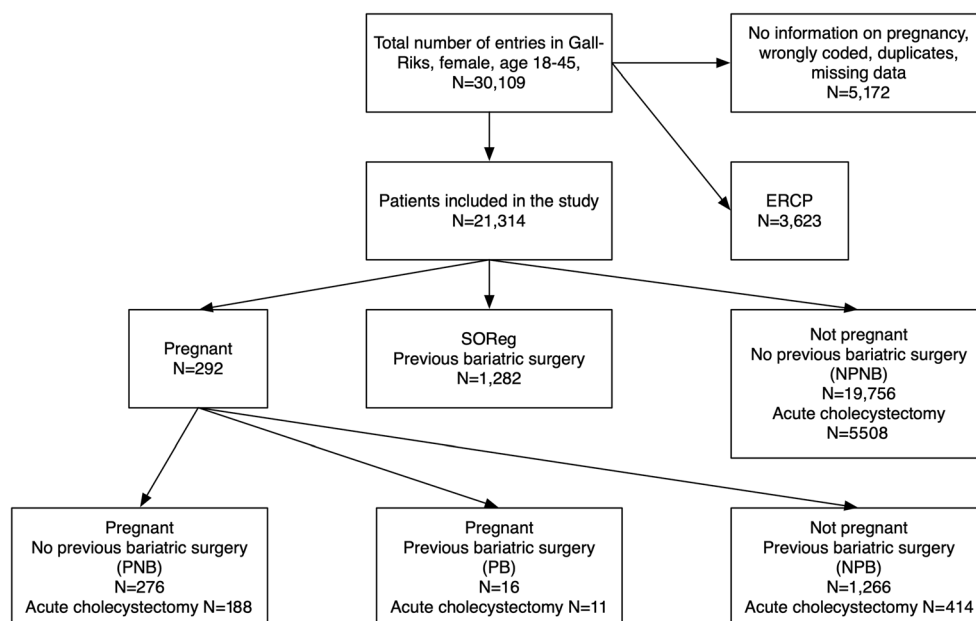 Total number of entries in Gall-
Riks, female, age 18-45,
N=30,109
No information on pregnancy,
wrongly coded, duplicates,
missing data
N=5,172
Patients included in the study
N=21,314
ERCP
N=3,623
Pregnant
N=292
SOReg
Previous bariatric surgery
N=1,282
Not pregnant
No previous bariatric surgery
(NPNB)
N=19,756
Acute cholecystectomy
N=5508
Pregnant
No previous bariatric surgery
(PNB)
N=276
Acute cholecystectomy N=188
Pregnant
Previous bariatric surgery
(PB)
N=16
Acute cholecystectomy N=11
Not pregnant
Previous bariatric surgery
(NPB)
N=1,266
Acute cholecystectomy N=414